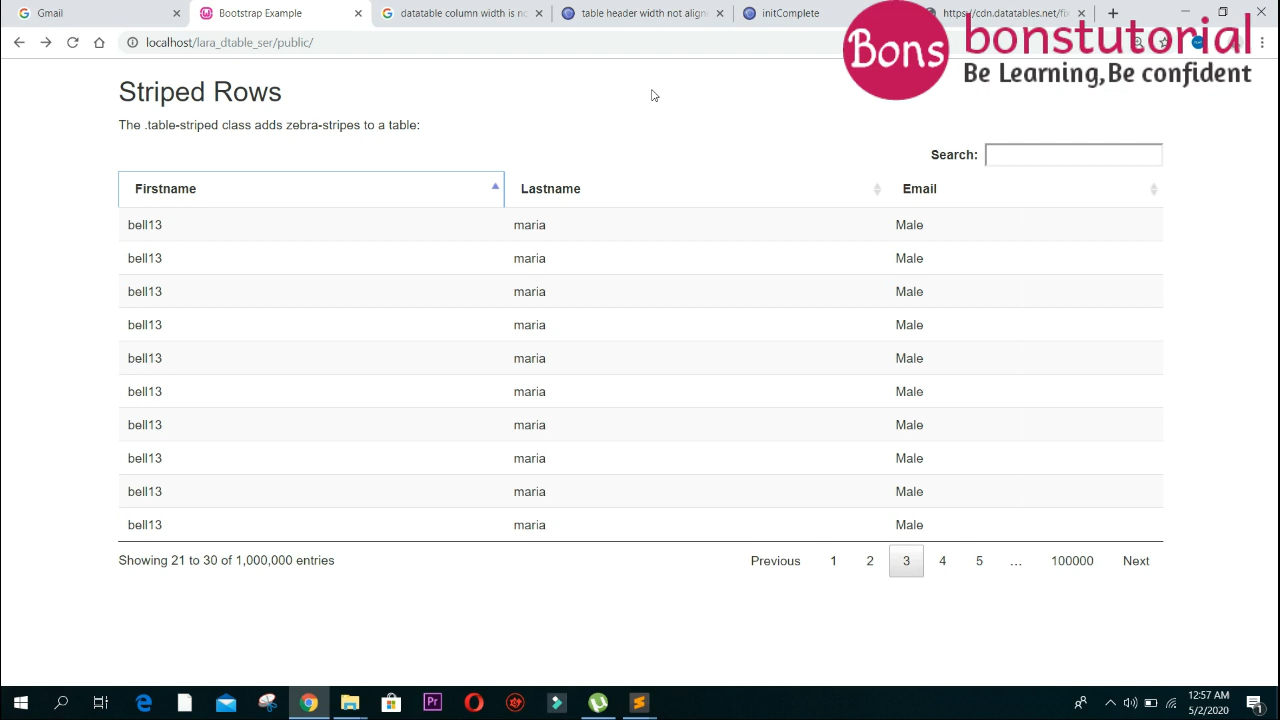 Gmail
Bootstrap Example
datatable column width is no
table header width not align
initComplete
https://cdn.datatables.net/fix
localhost/lara_dtable_ser/public/
Bons
bonstutorial
Be Learning,Be confident
Striped Rows
The .table-striped class adds zebra-stripes to a table:
Search:
Firstname Lastname Email
bell13 maria Male
bell13 maria Male
bell13 maria Male
bell13 maria Male
bell13 maria Male
bell13 maria Male
bell13 maria Male
bell13 maria Male
bell13 maria Male
bell13 maria Male
Showing 21 to 30 of 1,000,000 entries
Previous 1 2 3 4 5 … 100000 Next
Pr
12:57 AM
5/2/2020
1